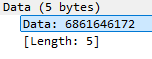 Data (5 bytes)
Data: 6861646172
[Length: 5]